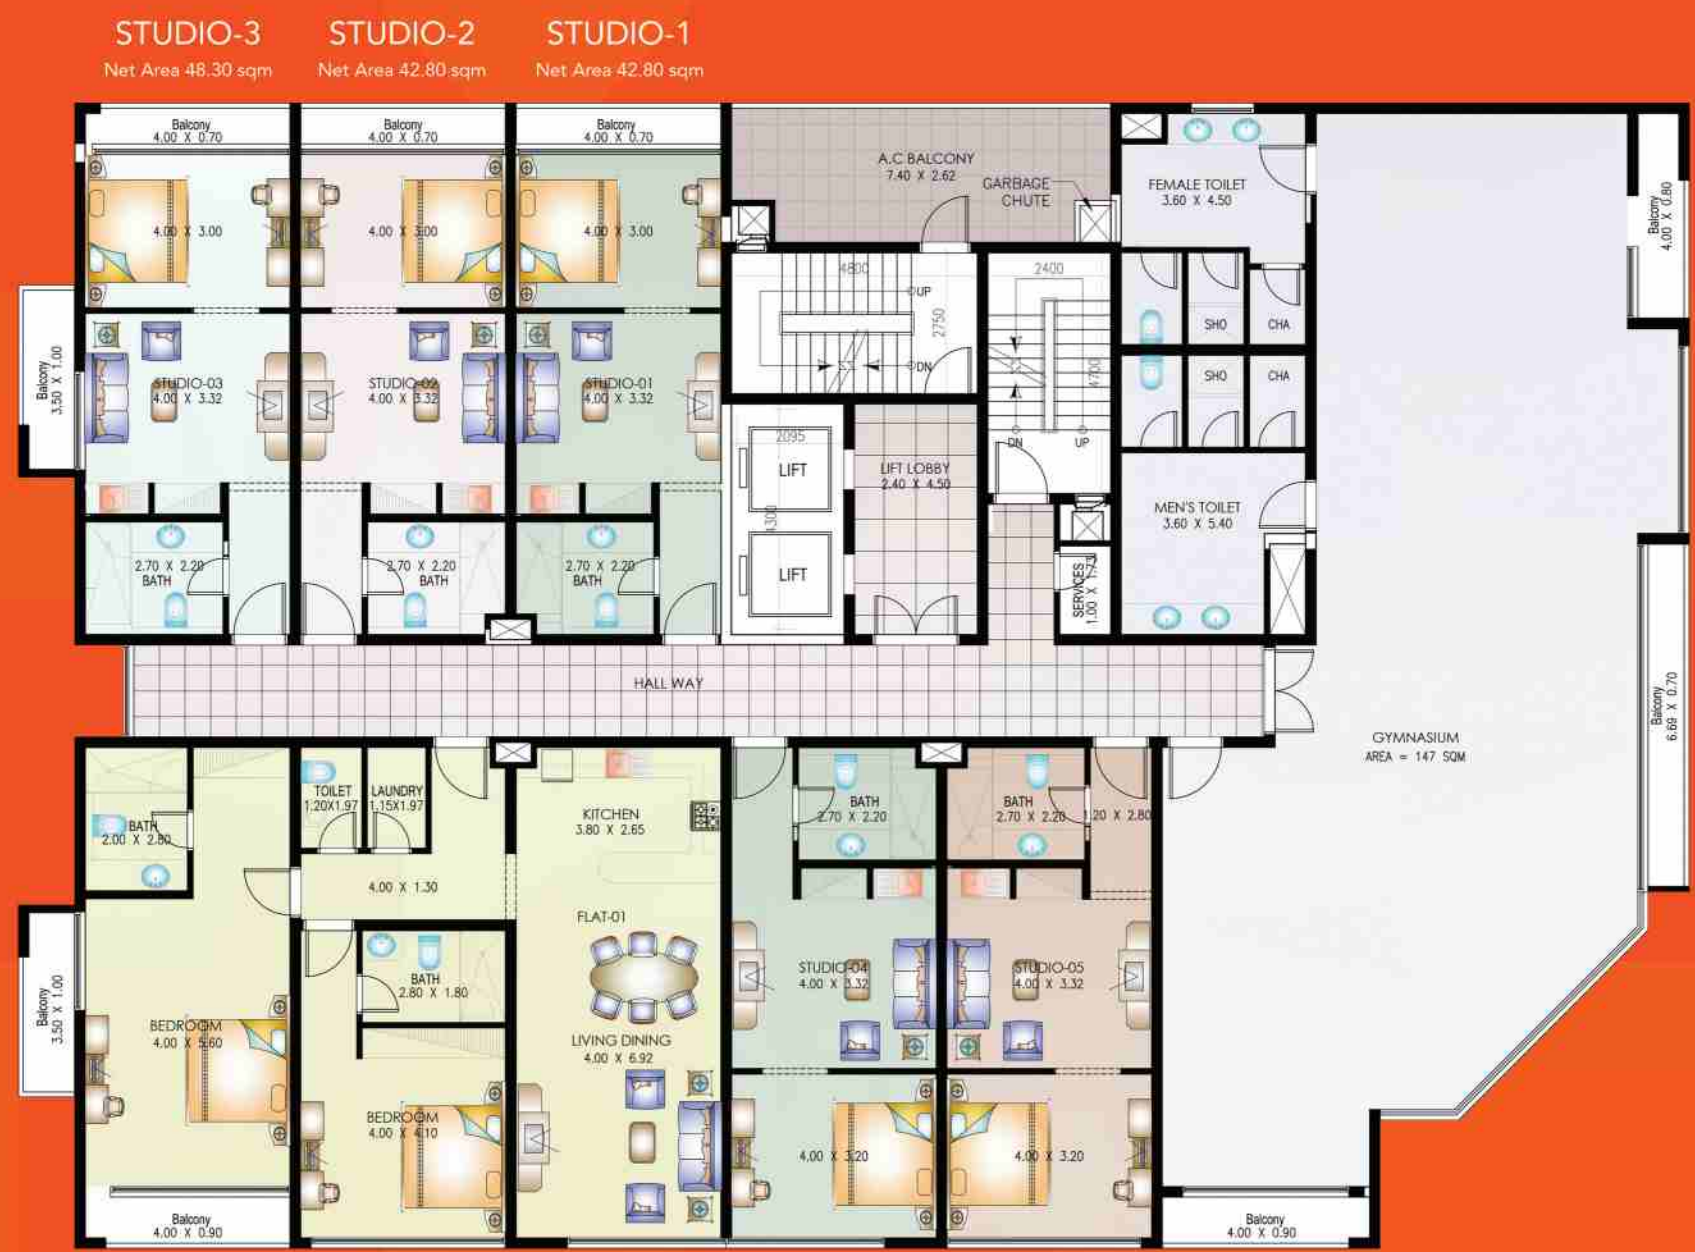 STUDIO-3
Net Area 48.30 sqm
STUDIO-2
Net Area 42.80 sqm
STUDIO-1
Net Area 42.80 sqm
Balcony
4.00 X 0.70
Balcony
4.00 X 0.70
Balcony
4.00 X 0.70
A.C BALCONY
7.40 X 2.62
GARBAGE
CHUTE
FEMALE TOILET
3.60 X 4.50
Balcony
4.00 X 0.80
4.00 X 3.00
4.00 X 3.00
4.00 X 3.00
4800
UP
2750
DN
2400
4700
DN
UP
SHO
CHA
SHO
CHA
Balcony
3.50 X 1.00
STUDIO-03
4.00 X 3.32
STUDIO-02
4.00 X 3.32
STUDIO-01
4.00 X 3.32
2095
LIFT
4300
LIFT
LIFT LOBBY
2.40 X 4.50
MEN'S TOILET
3.60 X 5.40
SERVICES
1.00 X 1.73
2.70 X 2.20
BATH
2.70 X 2.20
BATH
2.70 X 2.20
BATH
HALL WAY
Balcony
6.69 X 0.70
GYMNASIUM
AREA = 147 SQM
BATH
2.00 X 2.80
TOILET
1.20X1.97
LAUNDRY
1.15X1.97
KITCHEN
3.80 X 2.65
BATH
2.70 X 2.20
BATH
2.70 X 2.20
1.20 X 2.80
4.00 X 1.30
FLAT-01
BATH
2.80 X 1.80
STUDIO-04
4.00 X 3.32
STUDIO-05
4.00 X 3.32
Balcony
3.50 X 1.00
BEDROOM
4.00 X 5.60
LIVING DINING
4.00 X 6.92
BEDROOM
4.00 X 4.10
4.00 X 3.20
4.00 X 3.20
Balcony
4.00 X 0.90
Balcony
4.00 X 0.90